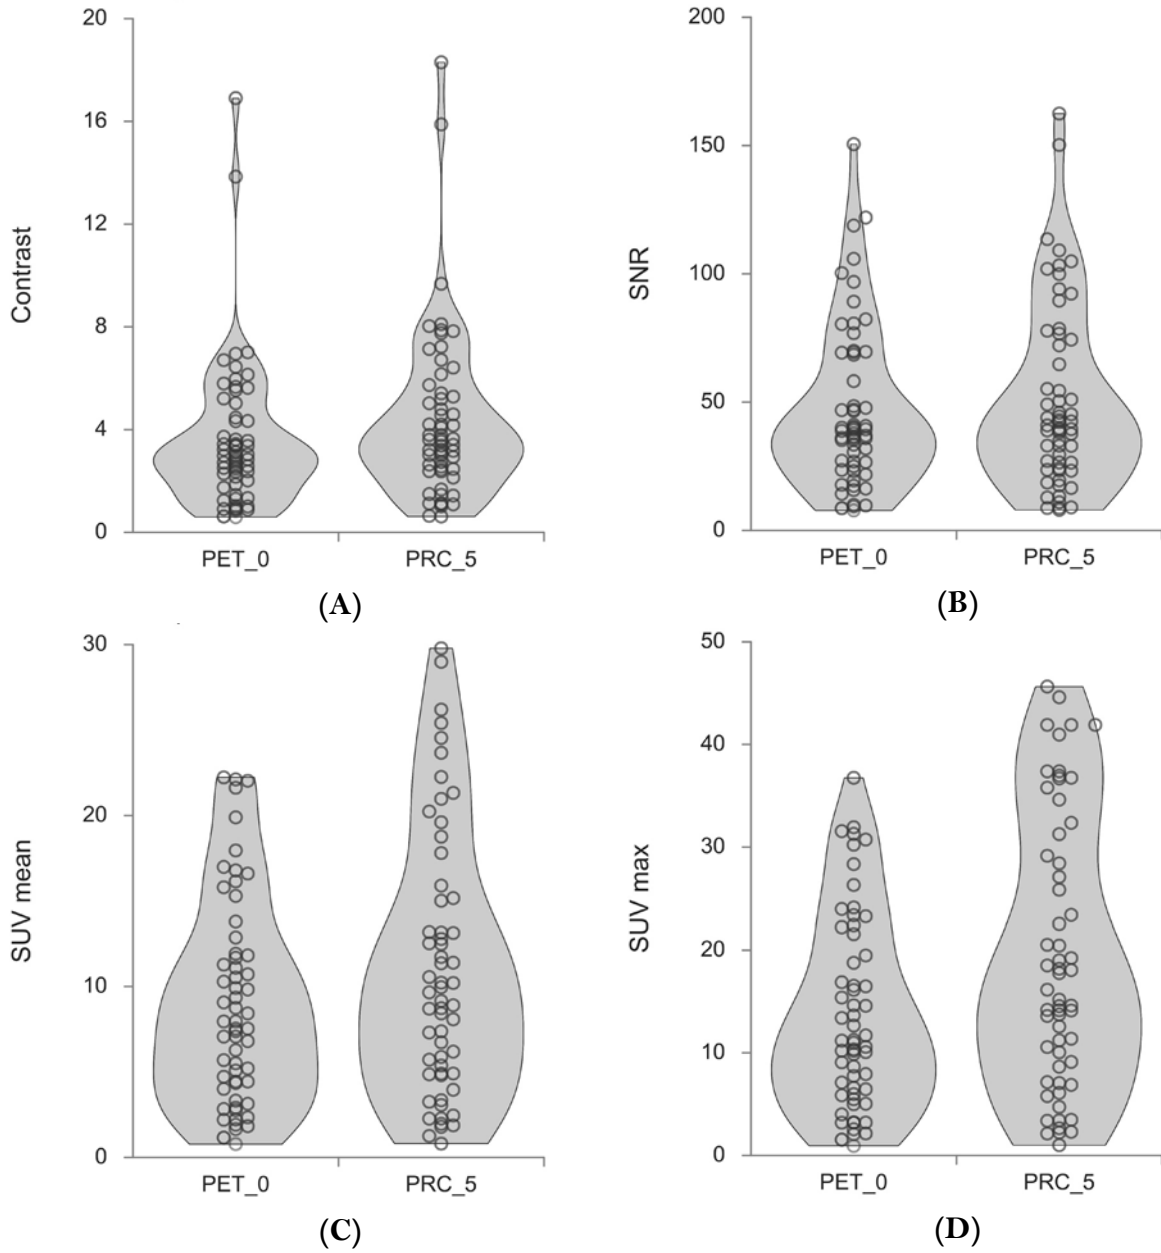 20
16
12
8
4
0
Contrast
PET_0
PRC_5
(A)
200
150
100
50
0
SNR
PET_0
PRC_5
(B)
30
20
10
0
SUV mean
PET_0
PRC_5
(C)
50
40
30
20
10
0
SUV max
PET_0
PRC_5
(D)